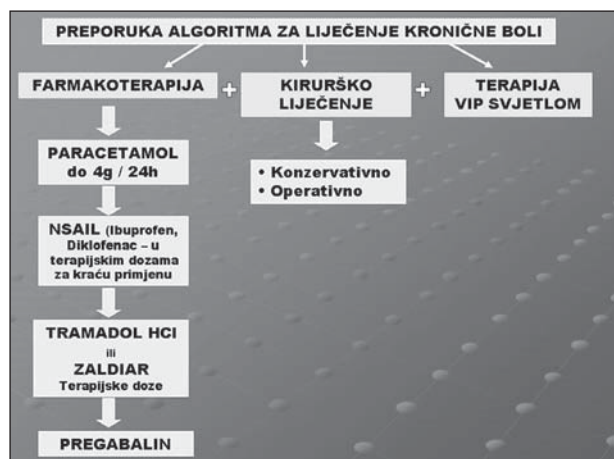 PREPORUKA ALGORITMA ZA LIJEČENJE KRONIČNE BOLI
FARMAKOTERAPIJA + KIRURŠKO LIJEČENJE + TERAPIJA VIP SVJETLOM
PARACETAMOL
do 4g / 24h
• Konzervativno
• Operativno
NSAIL (Ibuprofen,
Diklofenac – u
terapijskim dozama
za kraću primjenu
TRAMADOL HCl
ili
ZALDIAR
Terapijske doze
PREGABALIN